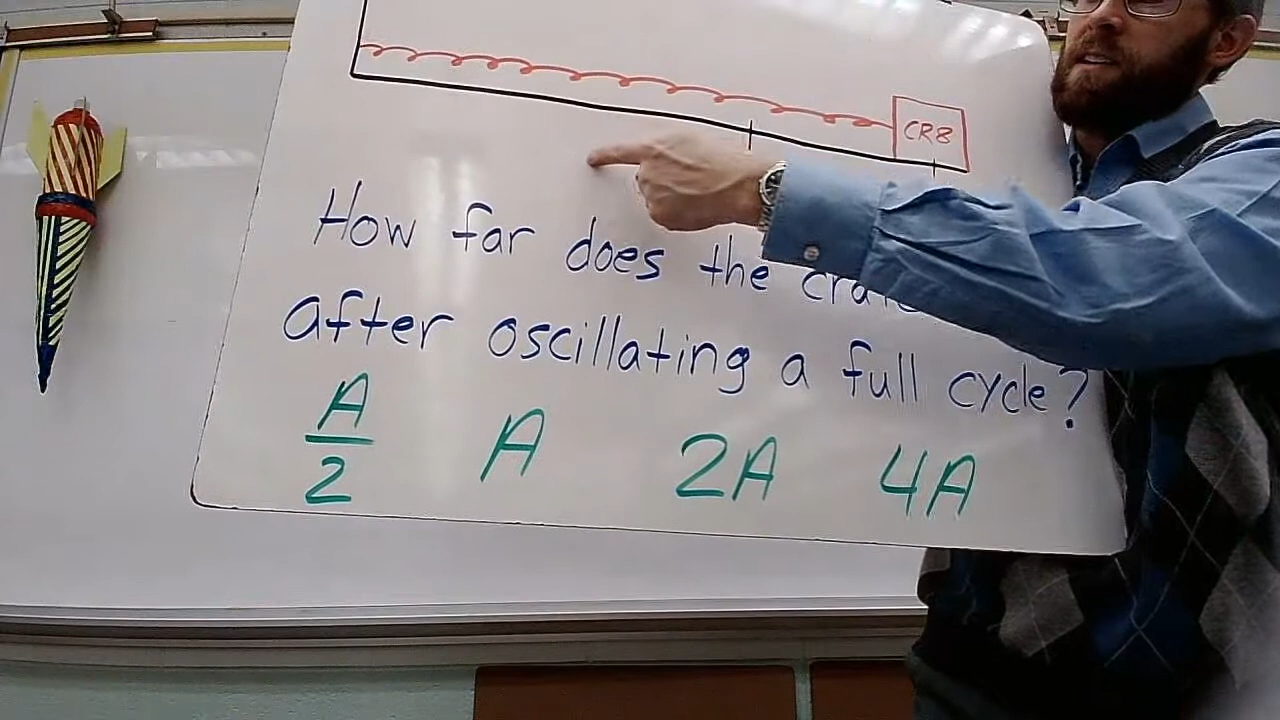 CR8
How far does the
after oscillating a full cycle?
A/2 A 2A 4A